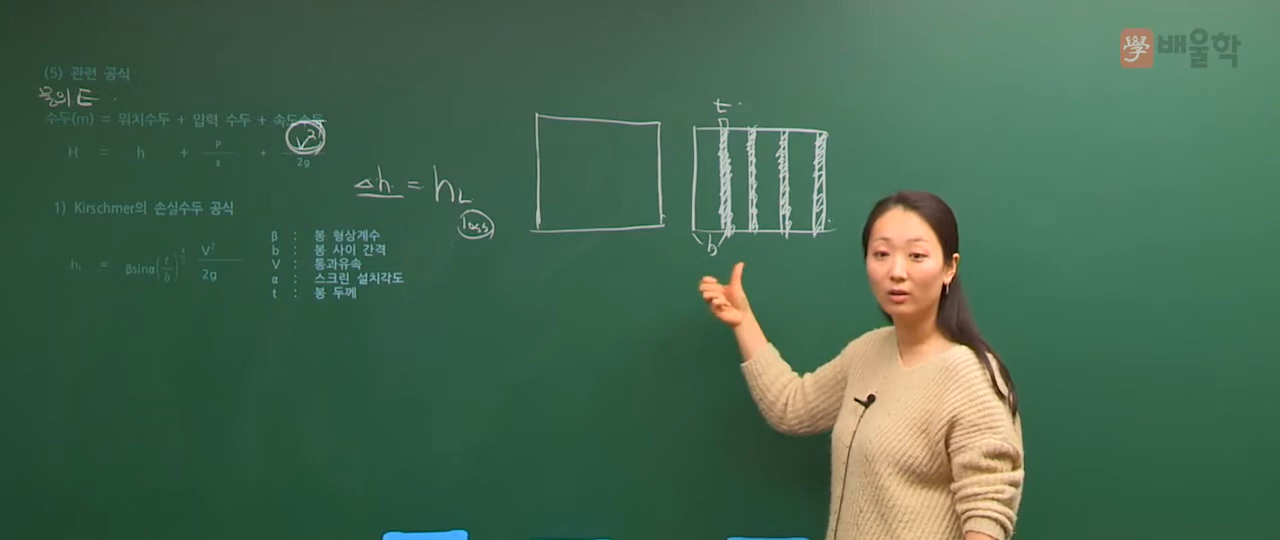 學 배울학
(5) 관련 공식
물의 E
수두(m) = 위치수두 + 압력 수두 + 속도수두
H = h + P/γ + V²/2g
Δh = hL
loss
t
b
1) Kirschmer의 손실수두 공식
β : 봉 형상계수
b : 봉 사이 간격
hL = βsinα(t/b)^4/3 V²/2g
V : 통과유속
α : 스크린 설치각도
t : 봉 두께